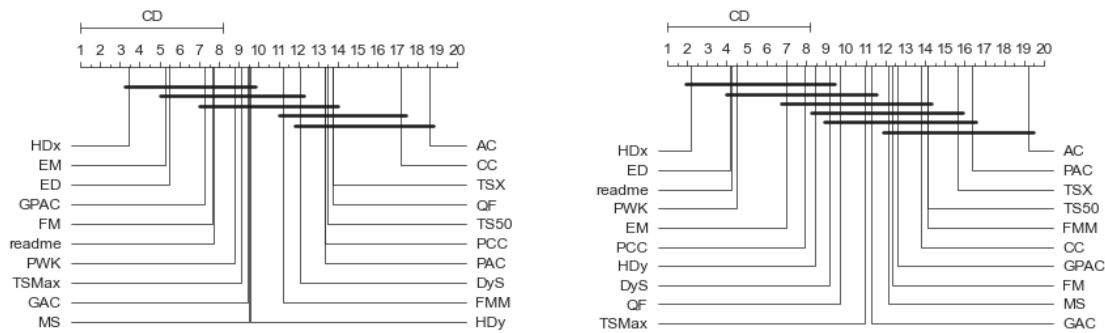 CD
1 2 3 4 5 6 7 8 9 10 11 12 13 14 15 16 17 18 19 20
HDx AC
EM CC
ED TSX
GPAC QF
FM TS50
readme PCC
PWK PAC
TSMax DyS
GAC FMM
MS HDy
CD
1 2 3 4 5 6 7 8 9 10 11 12 13 14 15 16 17 18 19 20
HDx AC
ED PAC
readme TSX
PWK TS50
EM FMM
PCC CC
HDy GPAC
DyS FM
QF MS
TSMax GAC